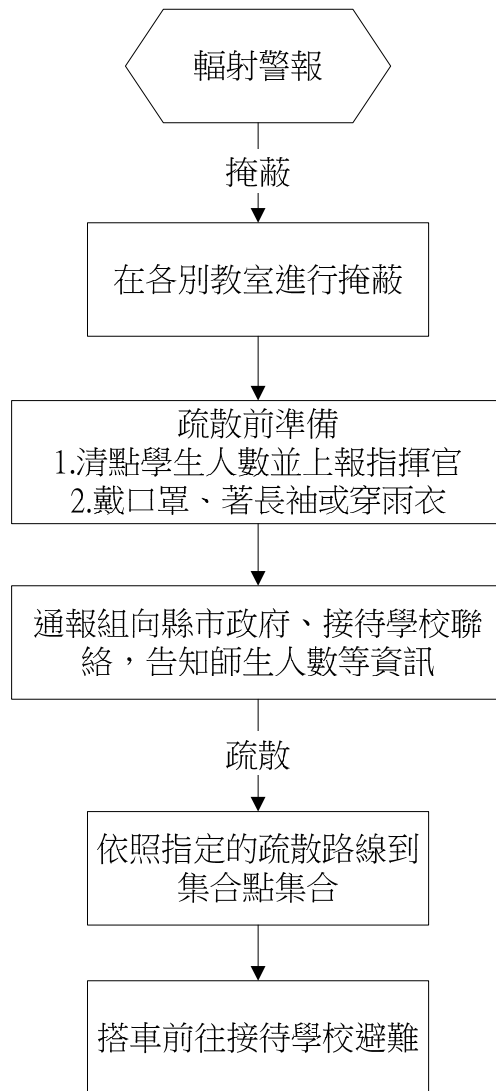 輻射警報
掩蔽
在各別教室進行掩蔽
疏散前準備
1.清點學生人數並上報指揮官
2.戴口罩、著長袖或穿雨衣
通報組向縣市政府、接待學校聯
絡，告知師生人數等資訊
疏散
依照指定的疏散路線到
集合點集合
搭車前往接待學校避難